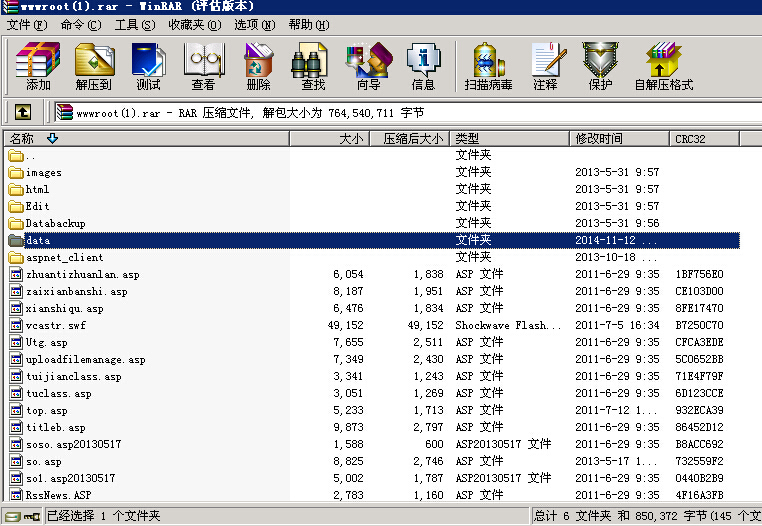 wwwroot(1).rar - WinRAR (评估版本)
文件(F) 命令(C) 工具(S) 收藏夹(O) 选项(N) 帮助(H)
添加 解压到 测试 查看 删除 查找 向导 信息 扫描病毒 注释 保护 自解压格式
wwwroot(1).rar - RAR 压缩文件, 解包大小为 764,540,711 字节
名称 大小 压缩后大小 类型 修改时间 CRC32
.. 文件夹
images 文件夹 2013-5-31 9:57
html 文件夹 2013-5-31 9:57
Edit 文件夹 2013-5-31 9:57
Databackup 文件夹 2013-5-31 9:56
data 文件夹 2014-11-12 ...
aspnet_client 文件夹 2013-10-18 ...
zhuantizhuanlan.asp 6,054 1,838 ASP 文件 2011-6-29 9:35 1BF756E0
zaixianbanshi.asp 8,187 1,951 ASP 文件 2011-6-29 9:35 CE103D00
xianshiqu.asp 6,476 1,834 ASP 文件 2011-6-29 9:35 8FE17470
vcastr.swf 49,152 49,152 Shockwave Flash... 2011-7-5 16:34 B7250C70
Utg.asp 7,655 2,511 ASP 文件 2011-6-29 9:35 CFCA3EDE
uploadfilemanage.asp 7,349 2,430 ASP 文件 2011-6-29 9:35 5C0652BB
tuijianclass.asp 3,341 1,243 ASP 文件 2011-6-29 9:35 71E4F79F
tuclass.asp 3,051 1,269 ASP 文件 2011-6-29 9:35 6D123CCE
top.asp 5,233 1,713 ASP 文件 2011-7-12 1... 932ECA39
titleb.asp 9,873 2,797 ASP 文件 2011-6-29 9:35 86452D12
soso.asp20130517 1,588 600 ASP20130517 文件 2011-6-29 9:35 B8ACC692
so.asp 8,825 2,746 ASP 文件 2013-5-17 1... 732559F2
so1.asp20130517 5,002 1,787 ASP20130517 文件 2011-6-29 9:35 0440B2B9
RssNews.ASP 2,783 1,160 ASP 文件 2011-6-29 9:35 4F16A3FB
已经选择 1 个文件夹 总计 6 文件夹 和 850,372 字节(145 个文